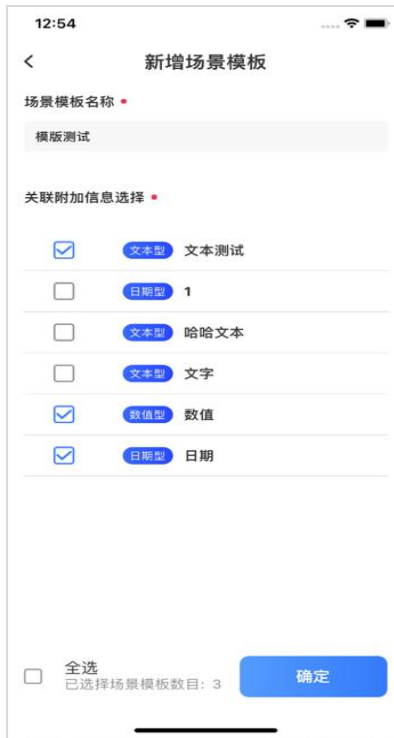 12:54
新增场景模板
场景模板名称
模版测试
关联附加信息选择
文本型 文本测试
日期型 1
文本型 哈哈文本
文本型 文字
数值型 数值
日期型 日期
全选
已选择场景模板数目: 3
确定